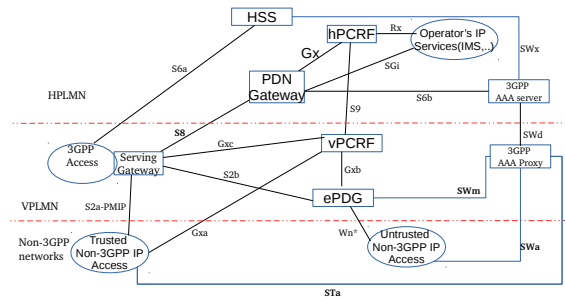 HSS
hPCRF
Rx
Operator's IP
Services(IMS,..)
SWx
Gx
S6a
SGi
PDN
Gateway
HPLMN
S6b
3GPP
AAA server
S9
S8
SWd
3GPP
Access
Serving
Gateway
Gxc
vPCRF
3GPP
AAA Proxy
S2b
Gxb
SWm
ePDG
VPLMN
S2a-PMIP
Gxa
Wn*
Non-3GPP
networks
Trusted
Non-3GPP IP
Access
Untrusted
Non-3GPP IP
Access
SWa
STa